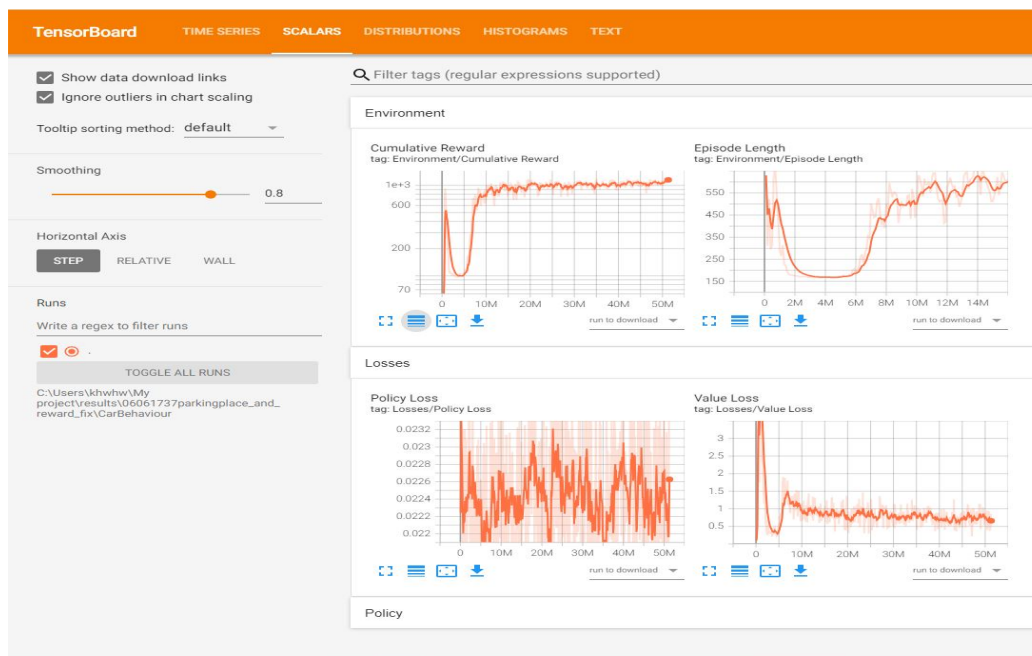 TensorBoard TIME SERIES SCALARS DISTRIBUTIONS HISTOGRAMS TEXT
Show data download links
Ignore outliers in chart scaling
Tooltip sorting method: default
Smoothing
0.8
Horizontal Axis
STEP RELATIVE WALL
Runs
Write a regex to filter runs
.
TOGGLE ALL RUNS
C:\Users\khwhw\My
project\results\06061737parkingplace_and_
reward_fix\CarBehaviour
Filter tags (regular expressions supported)
Environment
Cumulative Reward
tag: Environment/Cumulative Reward
1e+3
600
200
70
0 10M 20M 30M 40M 50M
run to download
Episode Length
tag: Environment/Episode Length
550
450
350
250
150
0 2M 4M 6M 8M 10M 12M 14M
run to download
Losses
Policy Loss
tag: Losses/Policy Loss
0.0232
0.023
0.0228
0.0226
0.0224
0.0222
0.022
0 10M 20M 30M 40M 50M
run to download
Value Loss
tag: Losses/Value Loss
3
2.5
2
1.5
1
0.5
0 10M 20M 30M 40M 50M
run to download
Policy